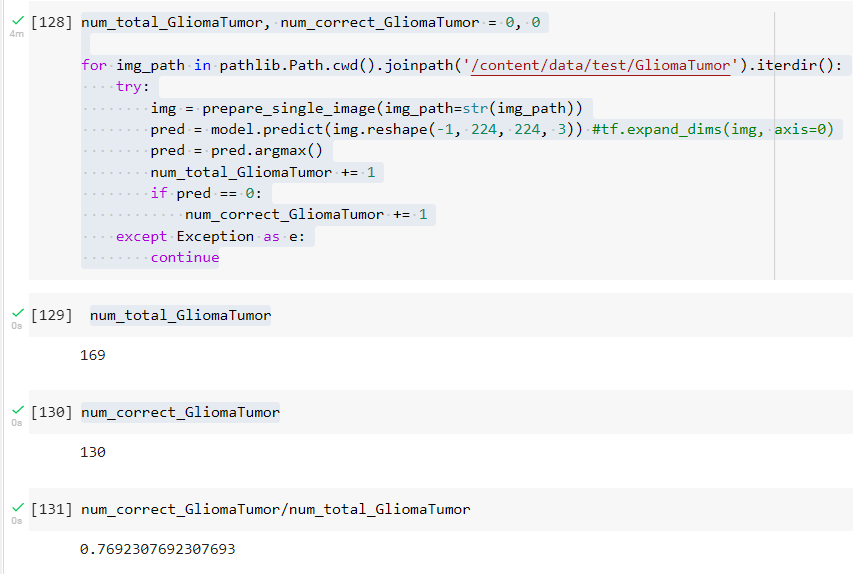 [128] num_total_GliomaTumor, num_correct_GliomaTumor = 0, 0
4m
for img_path in pathlib.Path.cwd().joinpath('/content/data/test/GliomaTumor').iterdir():
try:
img = prepare_single_image(img_path=str(img_path))
pred = model.predict(img.reshape(-1, 224, 224, 3)) #tf.expand_dims(img, axis=0)
pred = pred.argmax()
num_total_GliomaTumor += 1
if pred == 0:
num_correct_GliomaTumor += 1
except Exception as e:
continue
[129] num_total_GliomaTumor
0s
169
[130] num_correct_GliomaTumor
0s
130
[131] num_correct_GliomaTumor/num_total_GliomaTumor
0s
0.7692307692307693